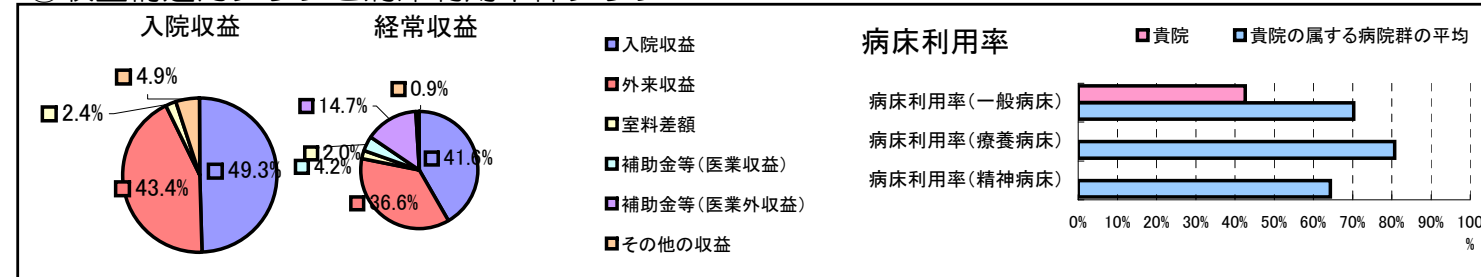 入院収益
4.9%
2.4%
49.3%
43.4%
経常収益
0.9%
14.7%
2.0%
4.2%
41.6%
36.6%
入院収益
外来収益
室料差額
補助金等(医業収益)
補助金等(医業外収益)
その他の収益
病床利用率
貴院 貴院の属する病院群の平均
病床利用率(一般病床)
病床利用率(療養病床)
病床利用率(精神病床)
0% 10% 20% 30% 40% 50% 60% 70% 80% 90% 100
%